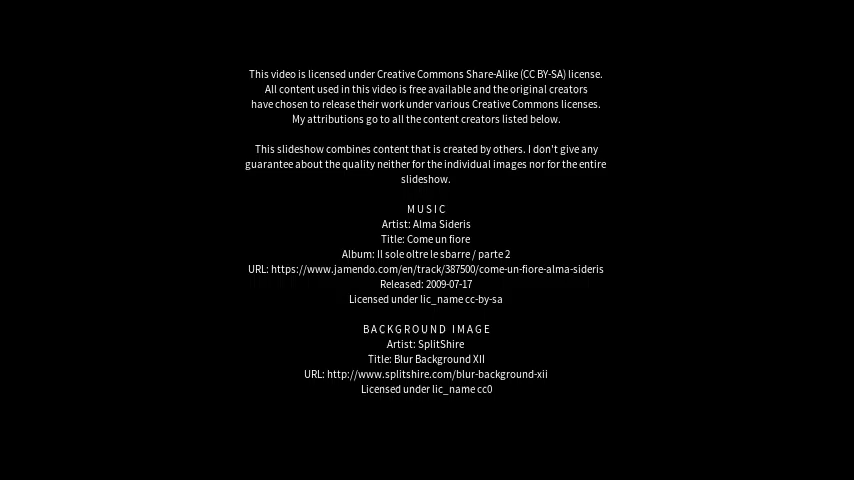 This video is licensed under Creative Commons Share-Alike (CC BY-SA) license.
All content used in this video is free available and the original creators
have chosen to release their work under various Creative Commons licenses.
My attributions go to all the content creators listed below.
This slideshow combines content that is created by others. I don't give any
guarantee about the quality neither for the individual images nor for the entire
slideshow.
MUSIC
Artist: Alma Sideris
Title: Come un fiore
Album: Il sole oltre le sbarre / parte 2
URL: https://www.jamendo.com/en/track/387500/come-un-fiore-alma-sideris
Released: 2009-07-17
Licensed under lic_name cc-by-sa
BACKGROUND IMAGE
Artist: SplitShire
Title: Blur Background XII
URL: http://www.splitshire.com/blur-background-xii
Licensed under lic_name cc0